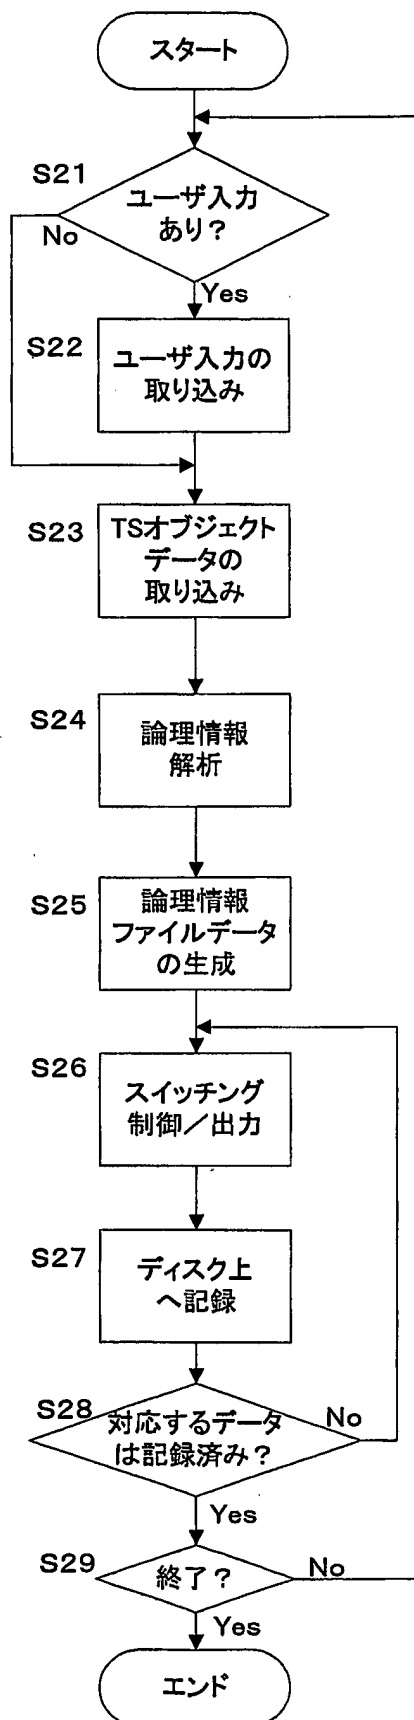 スタート
S21
ユーザ入力
あり？
No
Yes
S22
ユーザ入力の
取り込み
S23
TSオブジェクト
データの
取り込み
S24
論理情報
解析
S25
論理情報
ファイルデータ
の生成
S26
スイッチング
制御／出力
S27
ディスク上
へ記録
S28
対応するデータ
は記録済み？
No
Yes
S29
終了？
No
Yes
エンド